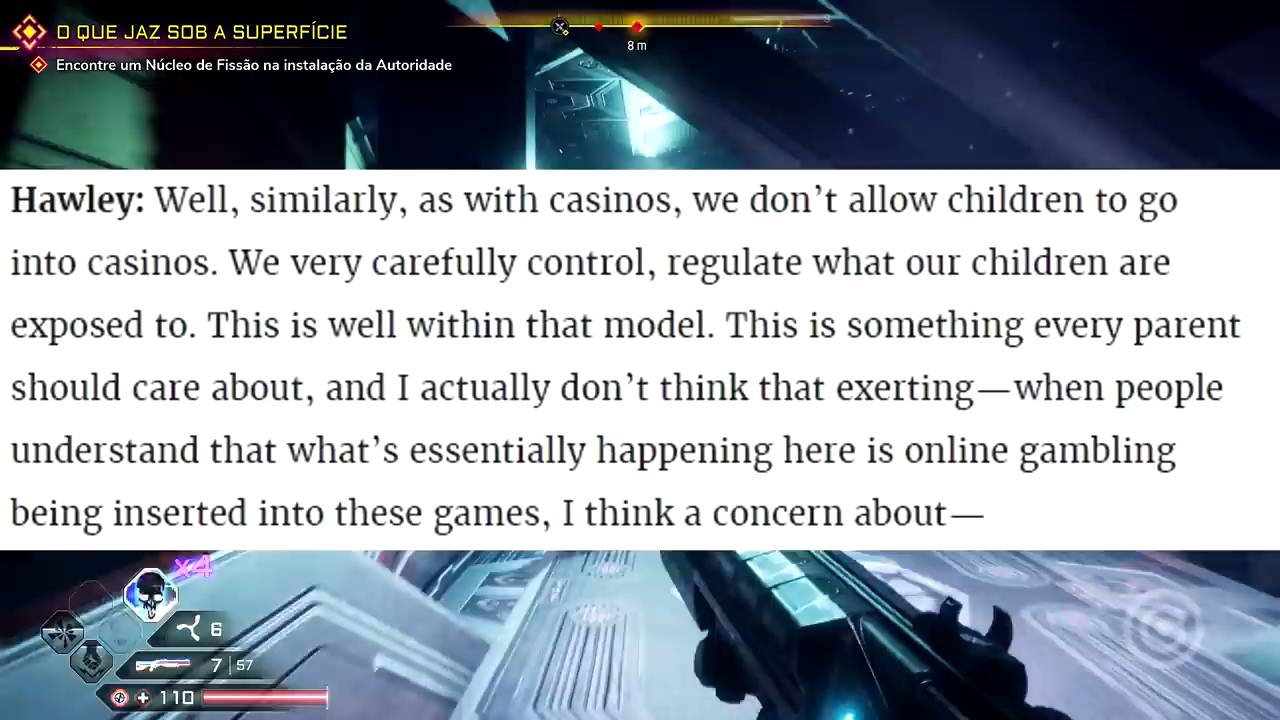 O QUE JAZ SOB A SUPERFÍCIE
8 m
Encontre um Núcleo de Fissão na instalação da Autoridade
Hawley: Well, similarly, as with casinos, we don’t allow children to go
into casinos. We very carefully control, regulate what our children are
exposed to. This is well within that model. This is something every parent
should care about, and I actually don’t think that exerting—when people
understand that what’s essentially happening here is online gambling
being inserted into these games, I think a concern about—
x4
6
7 | 57
110